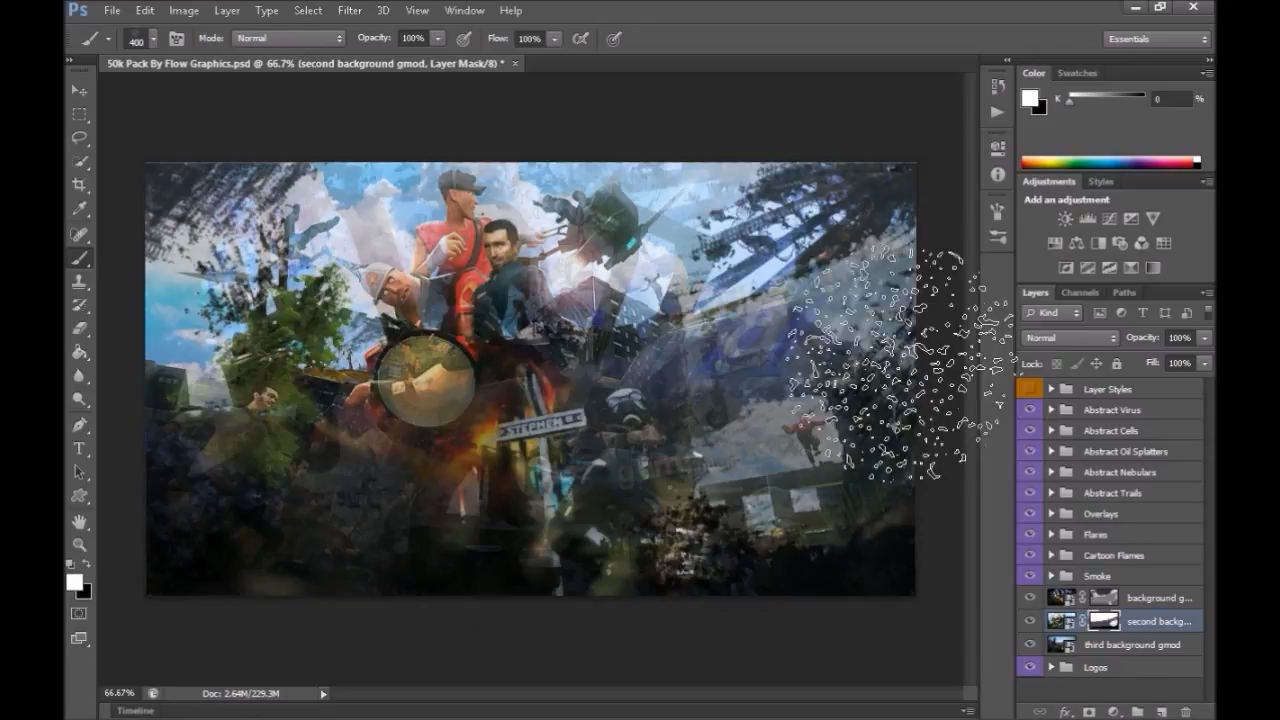 Ps File Edit Image Layer Type Select Filter 3D View Window Help
400 Mode: Normal Opacity: 100% Flow: 100% Essentials
50k Pack By Flow Graphics.psd @ 66.7% (second background gmod, Layer Mask/8) * ×
Color Swatches
K 0 %
Adjustments Styles
Add an adjustment
Layers Channels Paths
Kind
Normal Opacity: 100%
Lock: Fill: 100%
Layer Styles
Abstract Virus
Abstract Cells
STEPHEN
Abstract Oil Splatters
Abstract Nebulars
Abstract Trails
Overlays
Flares
Cartoon Flames
Smoke
background g...
second backg...
third background gmod
Logos
66.67% Doc: 2.64M/229.3M
Timeline